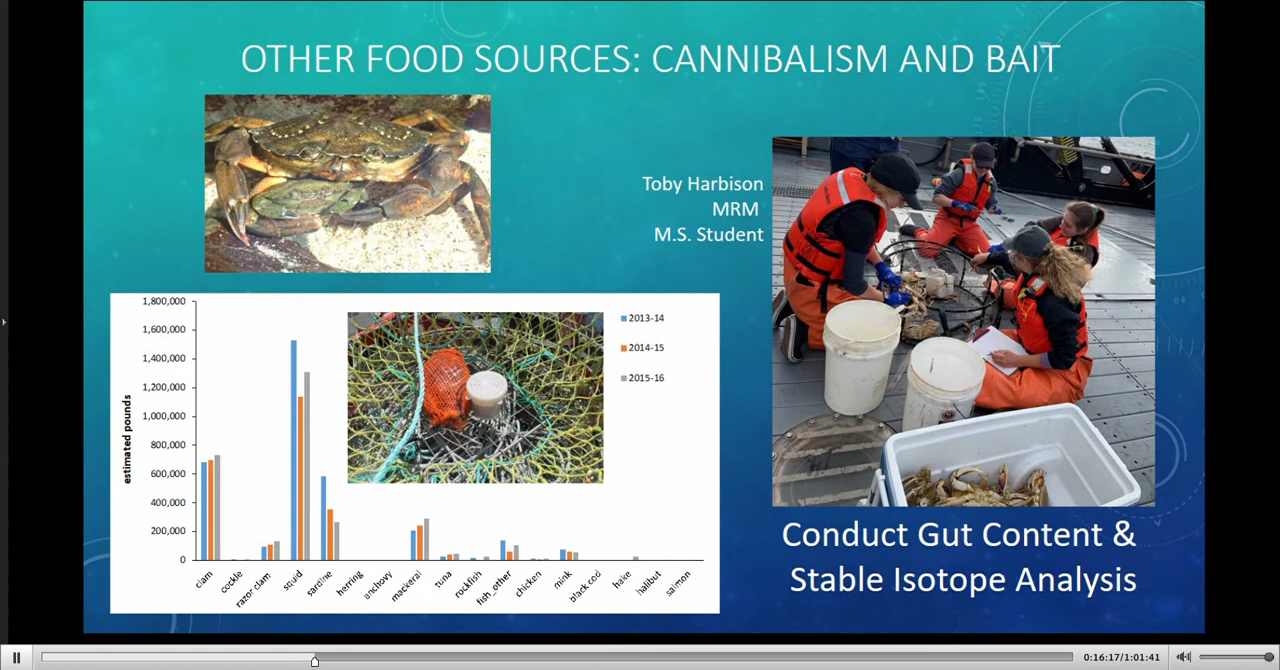 OTHER FOOD SOURCES: CANNIBALISM AND BAIT
Toby Harbison
MRM
M.S. Student
1,800,000
1,600,000
1,400,000
1,200,000
1,000,000
800,000
600,000
400,000
200,000
0
estimated pounds
2013-14
2014-15
2015-16
clam
cockle
razor clam
squid
sardine
herring
anchovy
mackeral
tuna
rockfish
fish_other
chicken
mink
black cod
hake
halibut
salmon
Conduct Gut Content &
Stable Isotope Analysis
0:16:17/1:01:41